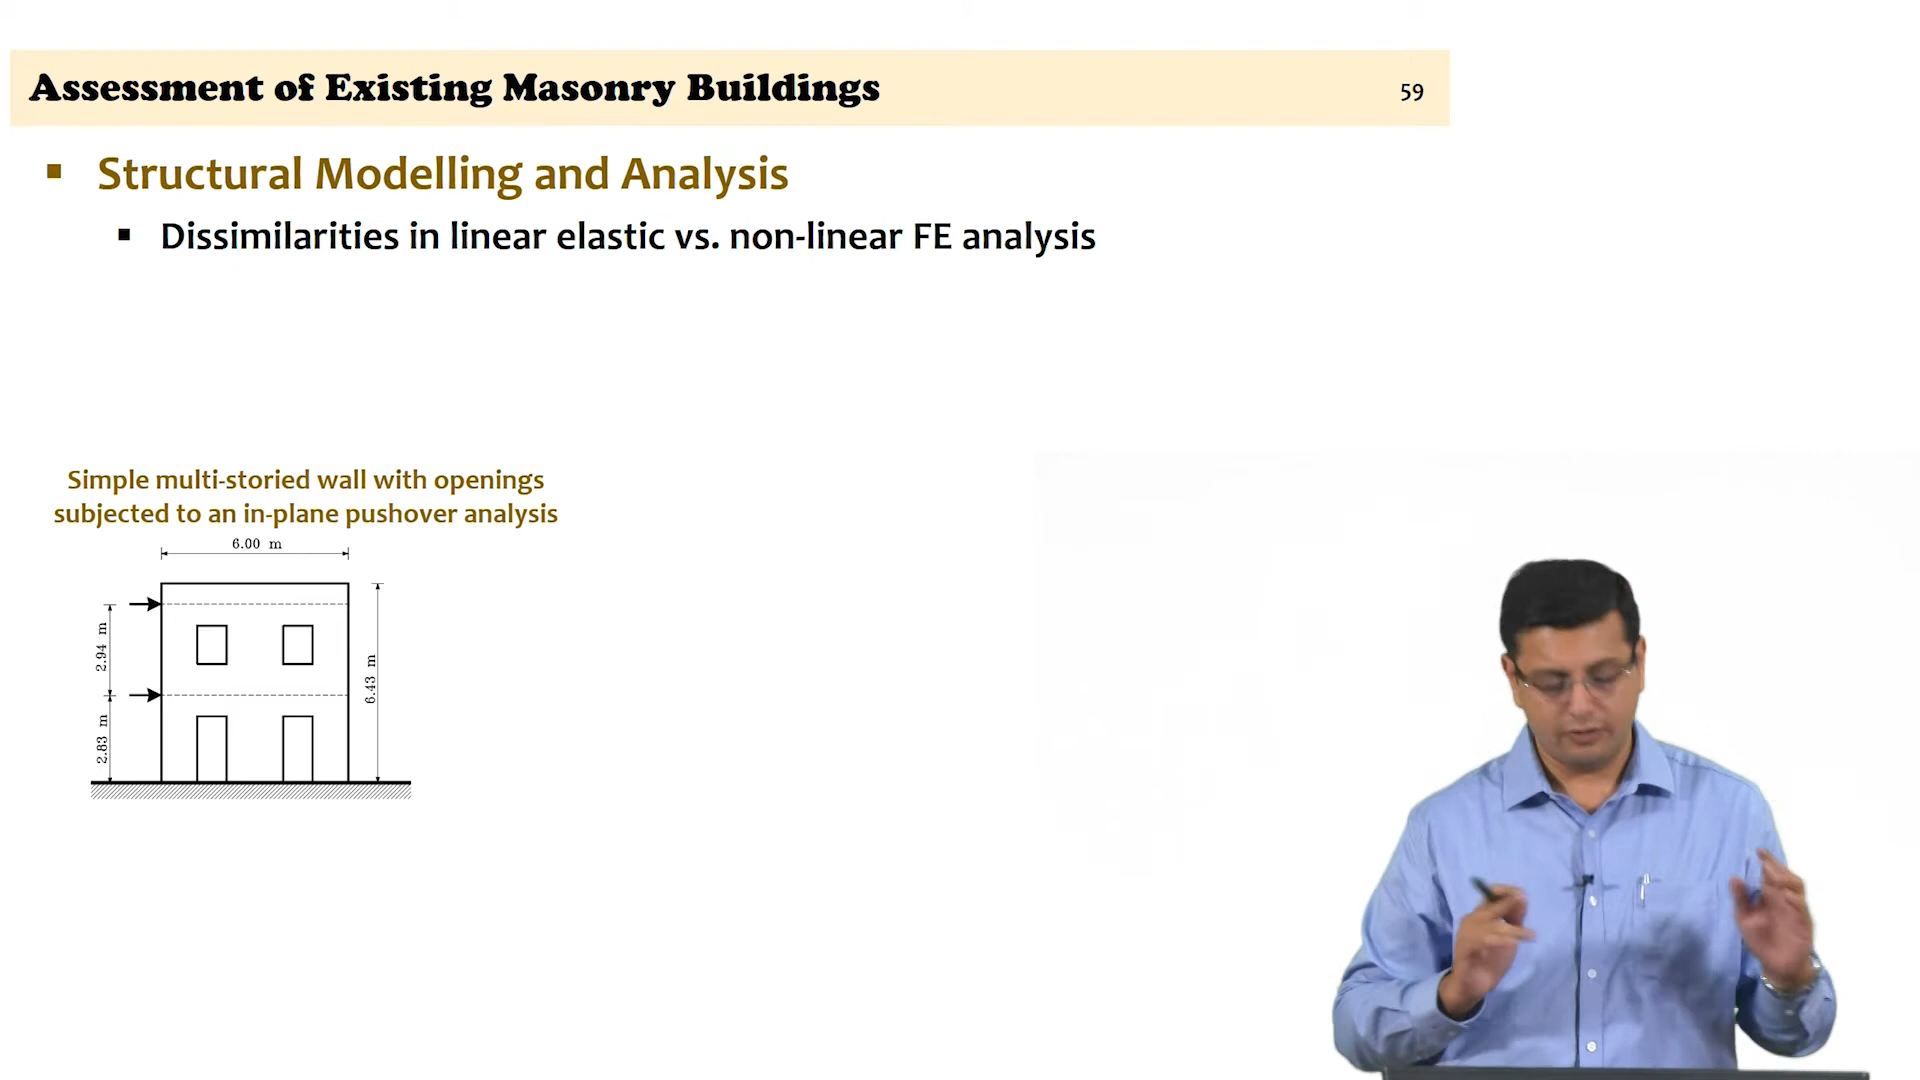 Assessment of Existing Masonry Buildings
59
Structural Modelling and Analysis
Dissimilarities in linear elastic vs. non-linear FE analysis
Simple multi-storied wall with openings
subjected to an in-plane pushover analysis
6.00 m
2.94 m
6.43 m
2.83 m